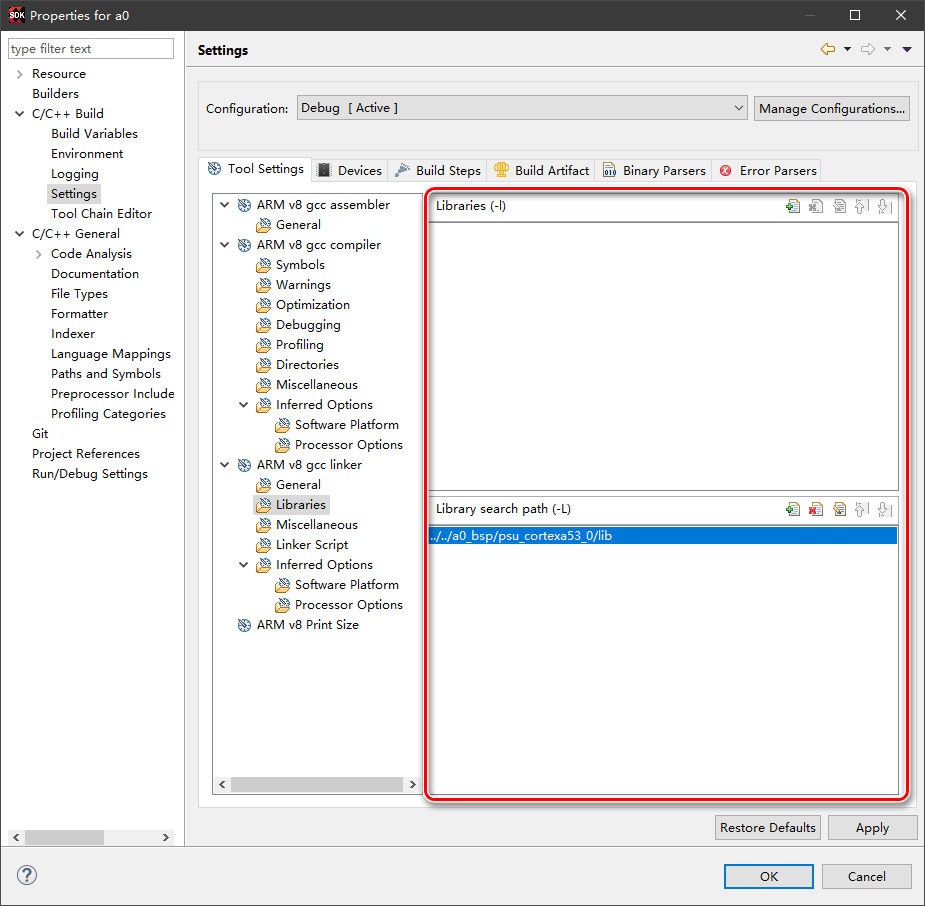 SDK Properties for a0
type filter text
Resource
Builders
C/C++ Build
Build Variables
Environment
Logging
Settings
Tool Chain Editor
C/C++ General
Code Analysis
Documentation
File Types
Formatter
Indexer
Language Mappings
Paths and Symbols
Preprocessor Include
Profiling Categories
Git
Project References
Run/Debug Settings
Settings
Configuration:
Debug [ Active ]
Manage Configurations...
Tool Settings
Devices
Build Steps
Build Artifact
010
Binary Parsers
Error Parsers
ARM v8 gcc assembler
General
ARM v8 gcc compiler
Symbols
Warnings
Optimization
Debugging
Profiling
Directories
Miscellaneous
Inferred Options
Software Platform
Processor Options
ARM v8 gcc linker
General
Libraries
Miscellaneous
Linker Script
Inferred Options
Software Platform
Processor Options
ARM v8 Print Size
Libraries (-l)
Library search path (-L)
../../a0_bsp/psu_cortexa53_0/lib
Restore Defaults
Apply
?
OK
Cancel